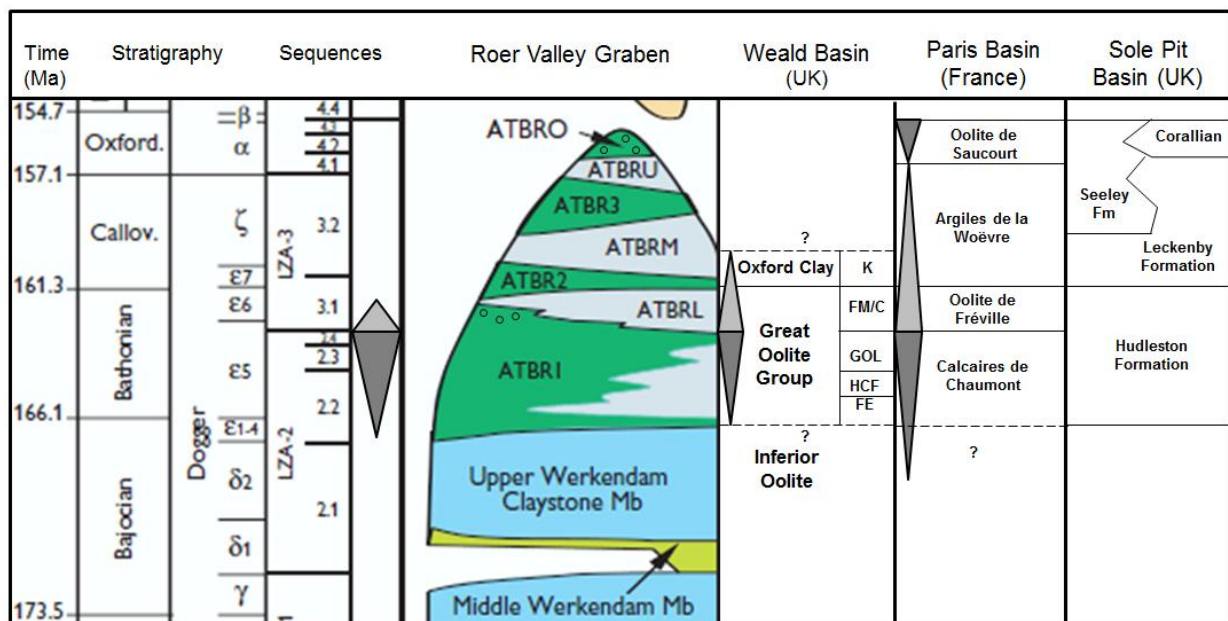 Time
(Ma)
Stratigraphy
Sequences
Roer Valley Graben
Weald Basin
(UK)
Paris Basin
(France)
Sole Pit
Basin (UK)
154.7
157.1
161.3
166.1
173.5
Oxford.
Callov.
Bathonian
Bajocian
Dogger
=β=
α
ζ
ε7
ε6
ε5
ε1-4
δ2
δ1
γ
LZA-3
LZA-2
4.4
4.3
4.2
4.1
3.2
3.1
2.4
2.3
2.2
2.1
ATBRO
ATBRU
ATBR3
ATBRM
ATBR2
ATBRL
ATBR1
Upper Werkendam
Claystone Mb
Middle Werkendam Mb
?
Oxford Clay
K
Great
Oolite
Group
FM/C
GOL
HCF
FE
?
Inferior
Oolite
Oolite de
Saucourt
Argiles de la
Woëvre
Oolite de
Fréville
Calcaires de
Chaumont
?
Corallian
Seeley
Fm
Leckenby
Formation
Hudleston
Formation